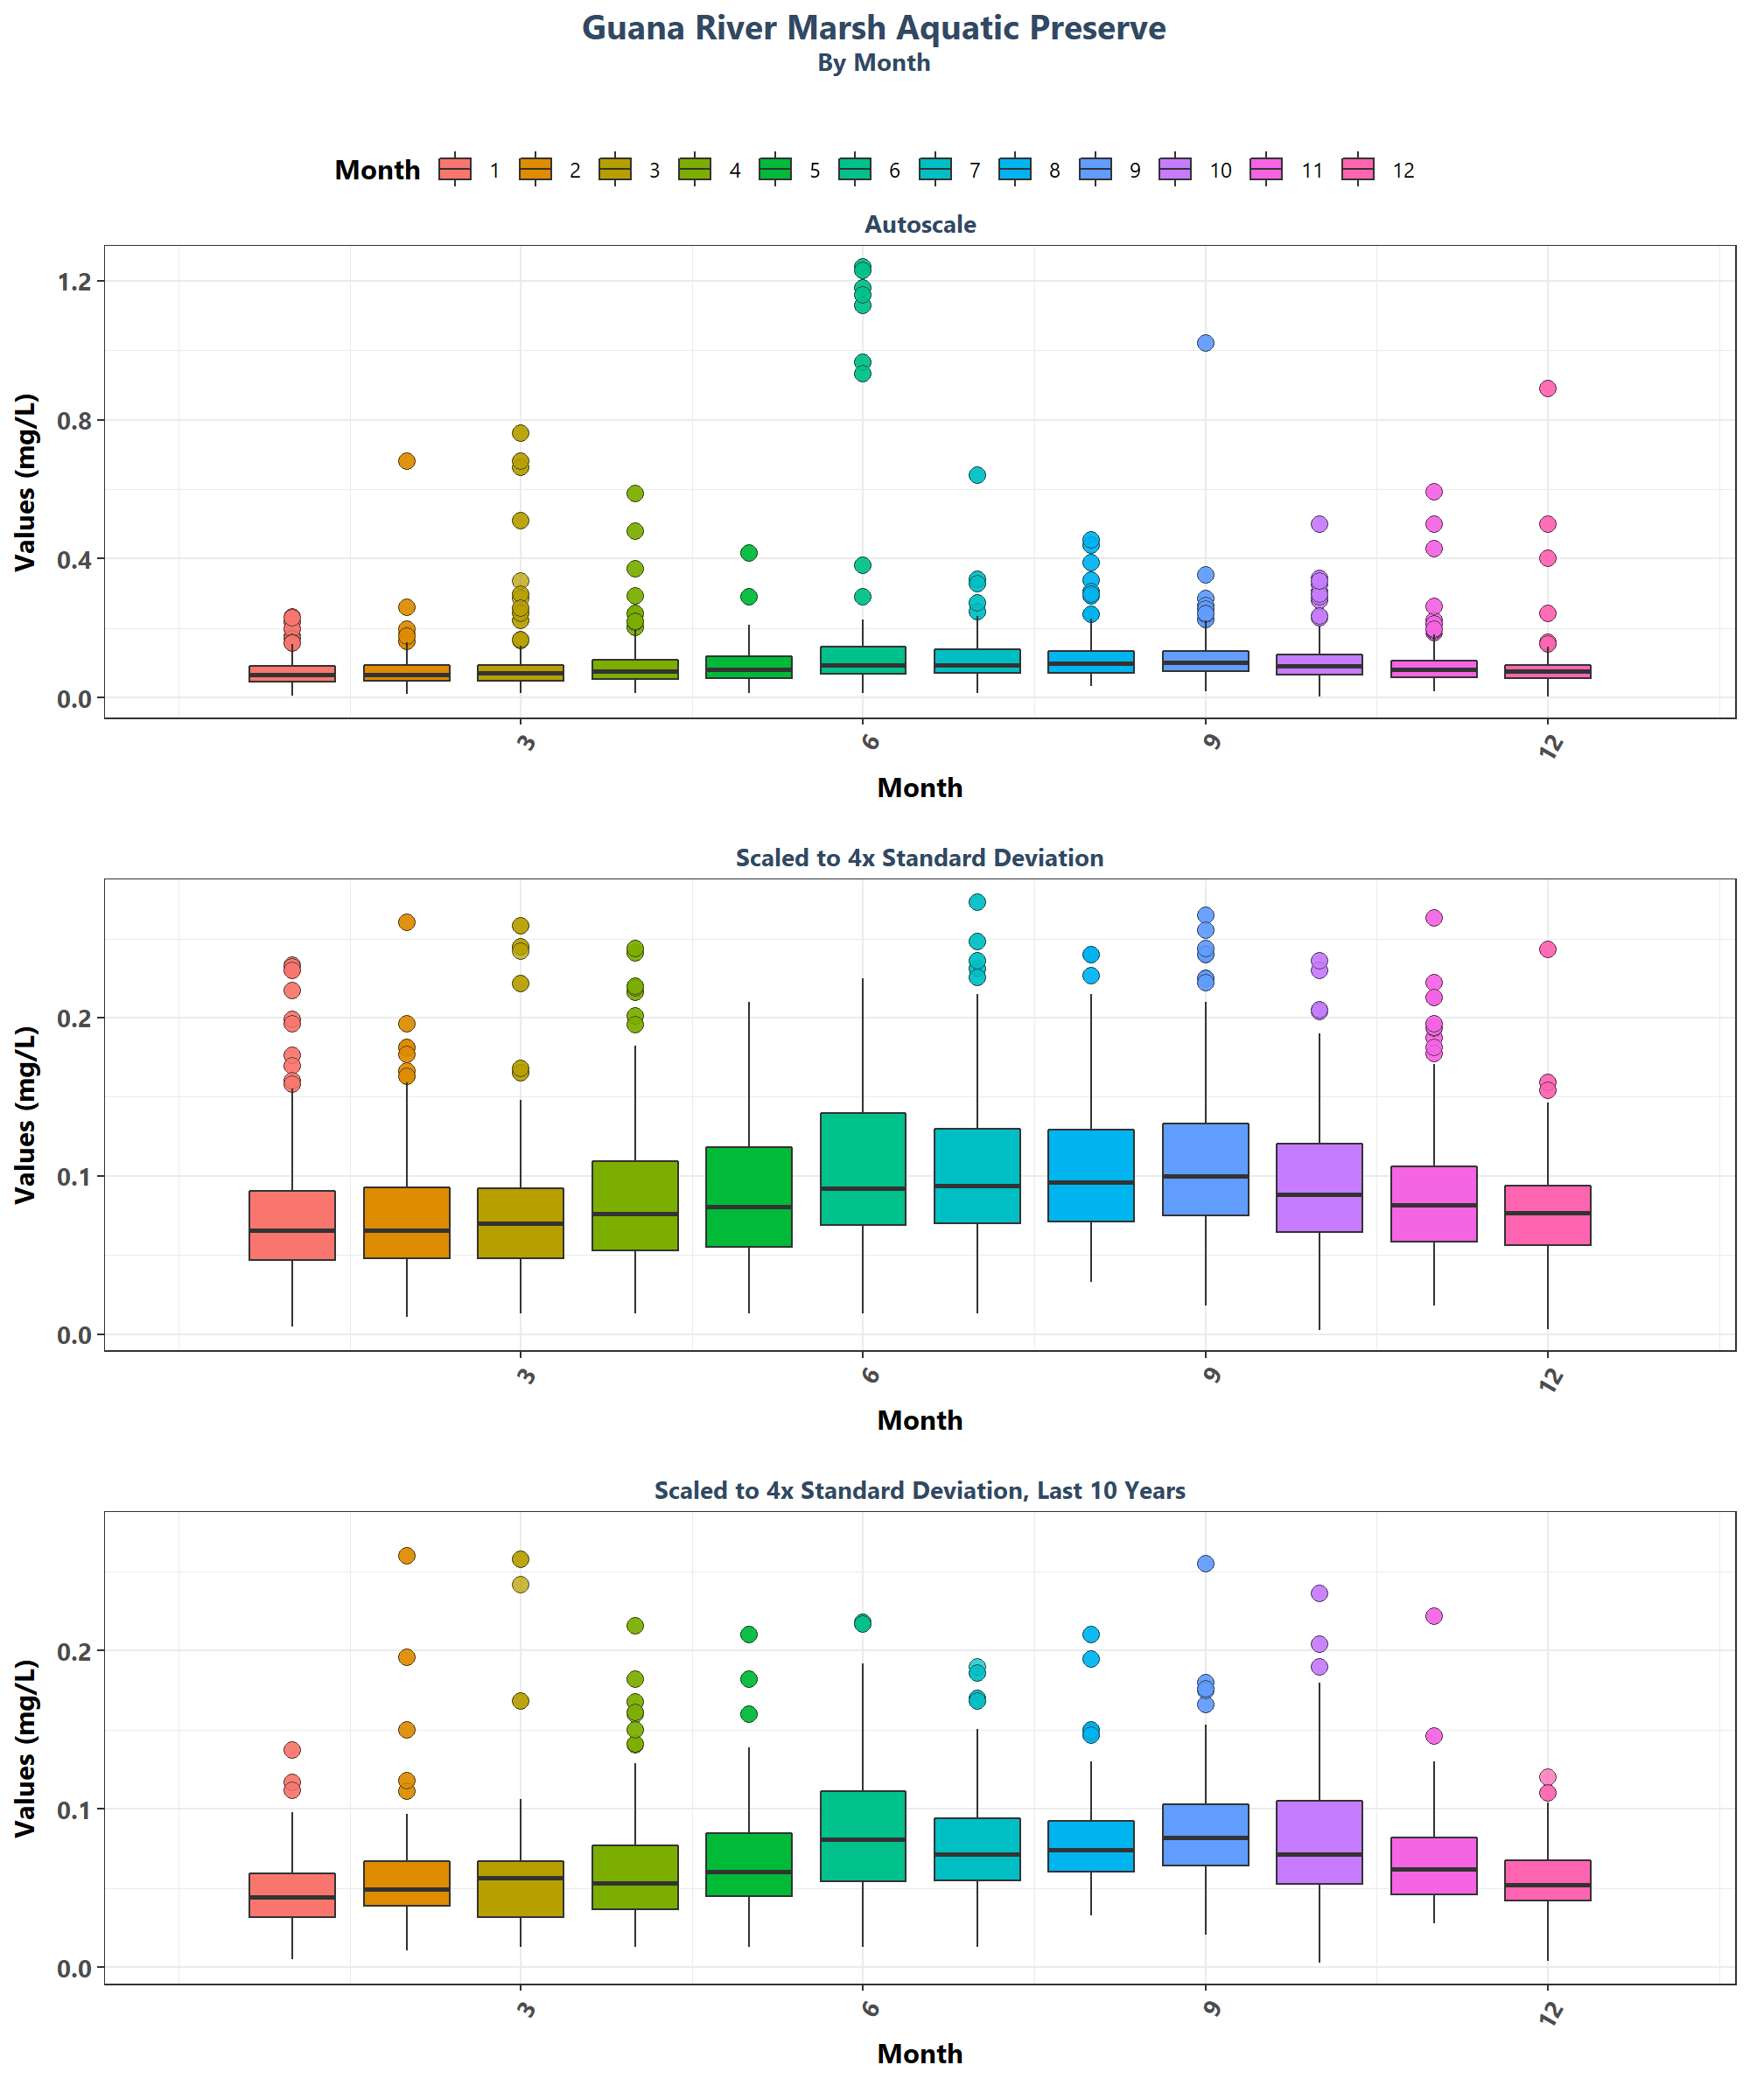 Guana River Marsh Aquatic Preserve
By Month
Month 1 2 3 4 5 6 7 8 9 10 11 12
Autoscale
Values (mg/L)
1.2
0.8
0.4
0.0
3 6 9 12
Month
Scaled to 4x Standard Deviation
Values (mg/L)
0.2
0.1
0.0
3 6 9 12
Month
Scaled to 4x Standard Deviation, Last 10 Years
Values (mg/L)
0.2
0.1
0.0
3 6 9 12
Month